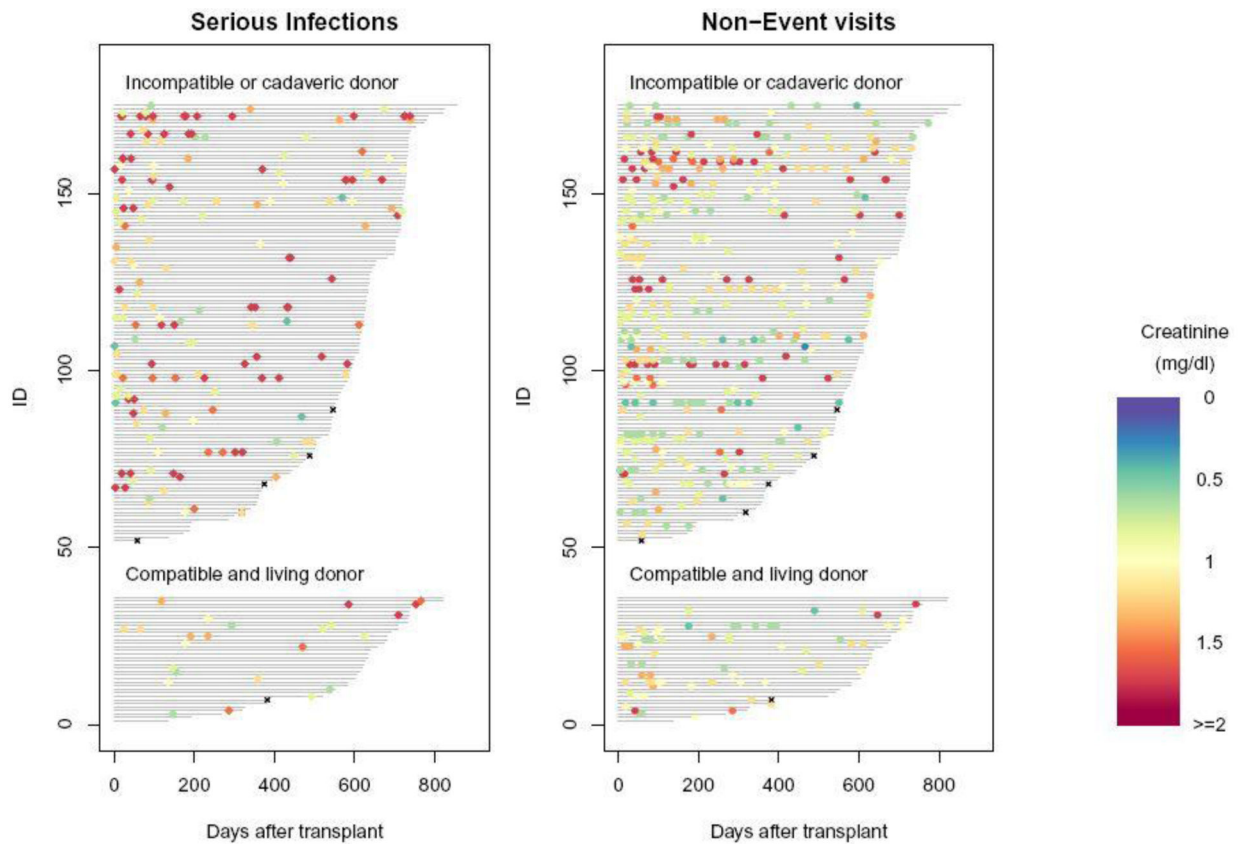 Serious Infections
Non−Event visits
Incompatible or cadaveric donor
Incompatible or cadaveric donor
150
150
ID
ID
100
100
50
50
Compatible and living donor
Compatible and living donor
0
0
0 200 400 600 800
0 200 400 600 800
Days after transplant
Days after transplant
Creatinine
(mg/dl)
0
0.5
1
1.5
>=2